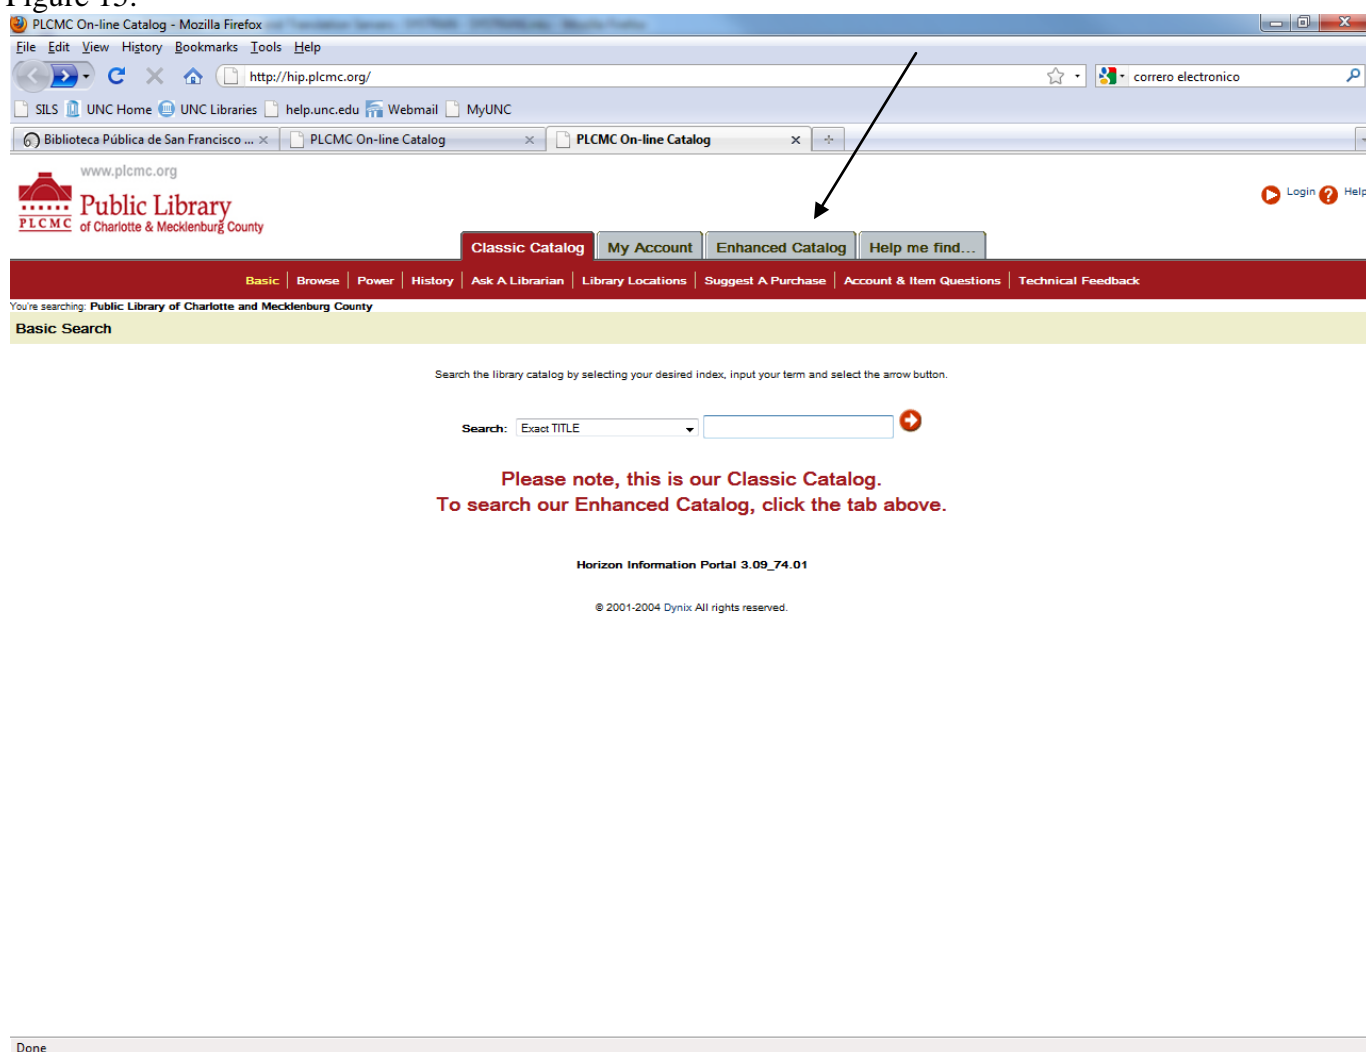 Figure 13.
PLCMC On-line Catalog - Mozilla Firefox
File Edit View History Bookmarks Tools Help
http://hip.plcmc.org/
correro electronico
SILS UNC Home UNC Libraries help.unc.edu Webmail MyUNC
Biblioteca Pública de San Francisco ... PLCMC On-line Catalog PLCMC On-line Catalog
www.plcmc.org
Public Library
PLCMC of Charlotte & Mecklenburg County
Login Help
Classic Catalog My Account Enhanced Catalog Help me find...
Basic Browse Power History Ask A Librarian Library Locations Suggest A Purchase Account & Item Questions Technical Feedback
You're searching: Public Library of Charlotte and Mecklenburg County
Basic Search
Search the library catalog by selecting your desired index, input your term and select the arrow button.
Search: Exact TITLE
Please note, this is our Classic Catalog.
To search our Enhanced Catalog, click the tab above.
Horizon Information Portal 3.09_74.01
© 2001-2004 Dynix All rights reserved.
Done